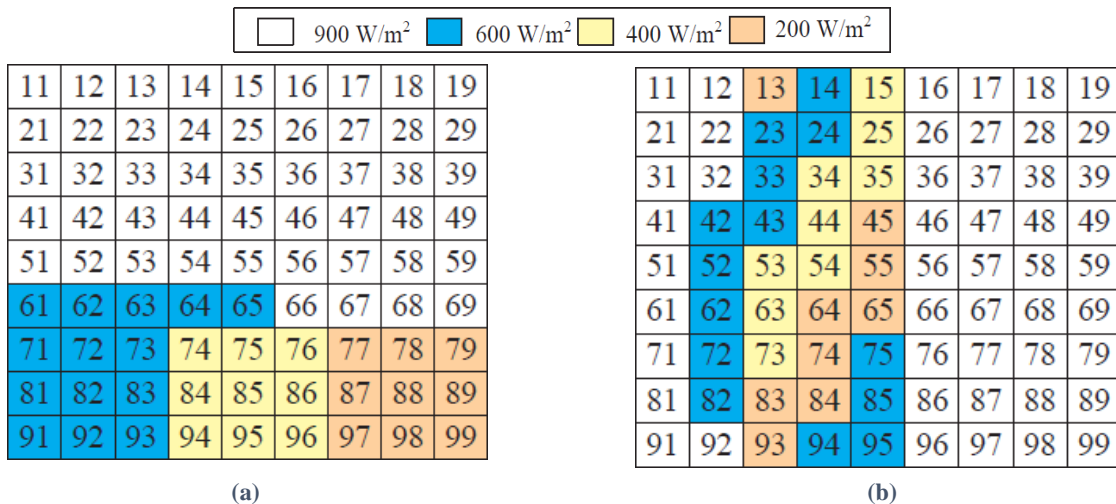 900 W/m² 600 W/m² 400 W/m² 200 W/m²
11 12 13 14 15 16 17 18 19
21 22 23 24 25 26 27 28 29
31 32 33 34 35 36 37 38 39
41 42 43 44 45 46 47 48 49
51 52 53 54 55 56 57 58 59
61 62 63 64 65 66 67 68 69
71 72 73 74 75 76 77 78 79
81 82 83 84 85 86 87 88 89
91 92 93 94 95 96 97 98 99
(a)
11 12 13 14 15 16 17 18 19
21 22 23 24 25 26 27 28 29
31 32 33 34 35 36 37 38 39
41 42 43 44 45 46 47 48 49
51 52 53 54 55 56 57 58 59
61 62 63 64 65 66 67 68 69
71 72 73 74 75 76 77 78 79
81 82 83 84 85 86 87 88 89
91 92 93 94 95 96 97 98 99
(b)